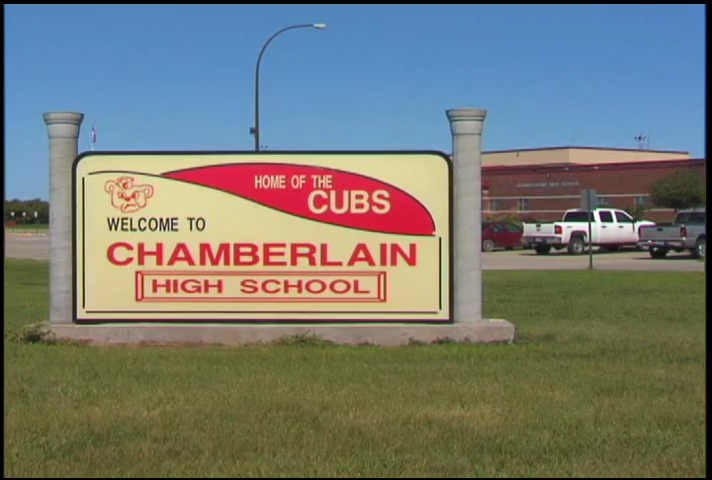 HOME OF THE
CUBS
WELCOME TO
CHAMBERLAIN
HIGH SCHOOL